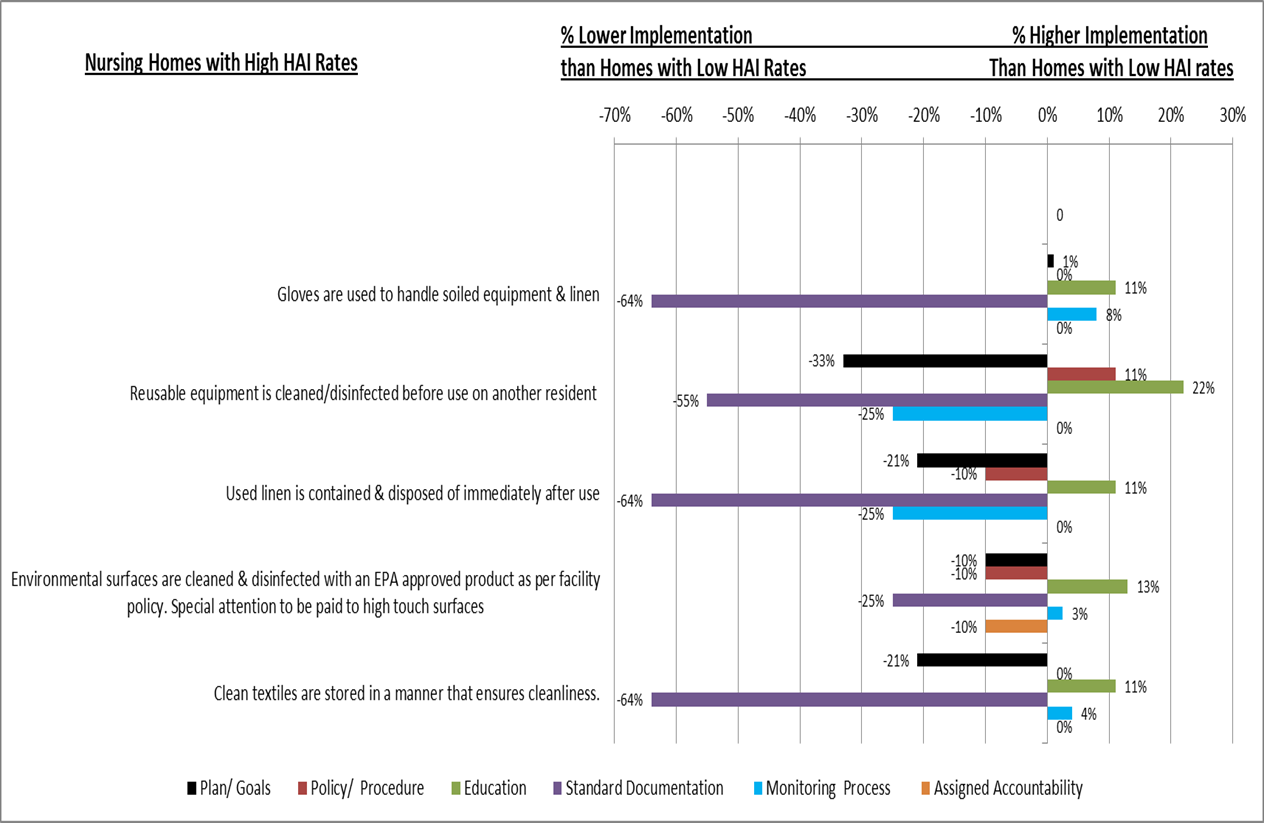 Nursing Homes with High HAI Rates
% Lower Implementation
than Homes with Low HAI Rates
% Higher Implementation
Than Homes with Low HAI rates
-70% -60% -50% -40% -30% -20% -10% 0% 10% 20% 30%
0
Gloves are used to handle soiled equipment & linen
1%
0%
11%
-64%
8%
0%
Reusable equipment is cleaned/disinfected before use on another resident
-33%
11%
22%
-55%
-25%
0%
Used linen is contained & disposed of immediately after use
-21%
-10%
11%
-64%
-25%
0%
Environmental surfaces are cleaned & disinfected with an EPA approved product as per facility
policy. Special attention to be paid to high touch surfaces
-10%
-10%
13%
-25%
3%
-10%
Clean textiles are stored in a manner that ensures cleanliness.
-21%
0%
11%
-64%
4%
0%
Plan/ Goals Policy/ Procedure Education Standard Documentation Monitoring Process Assigned Accountability